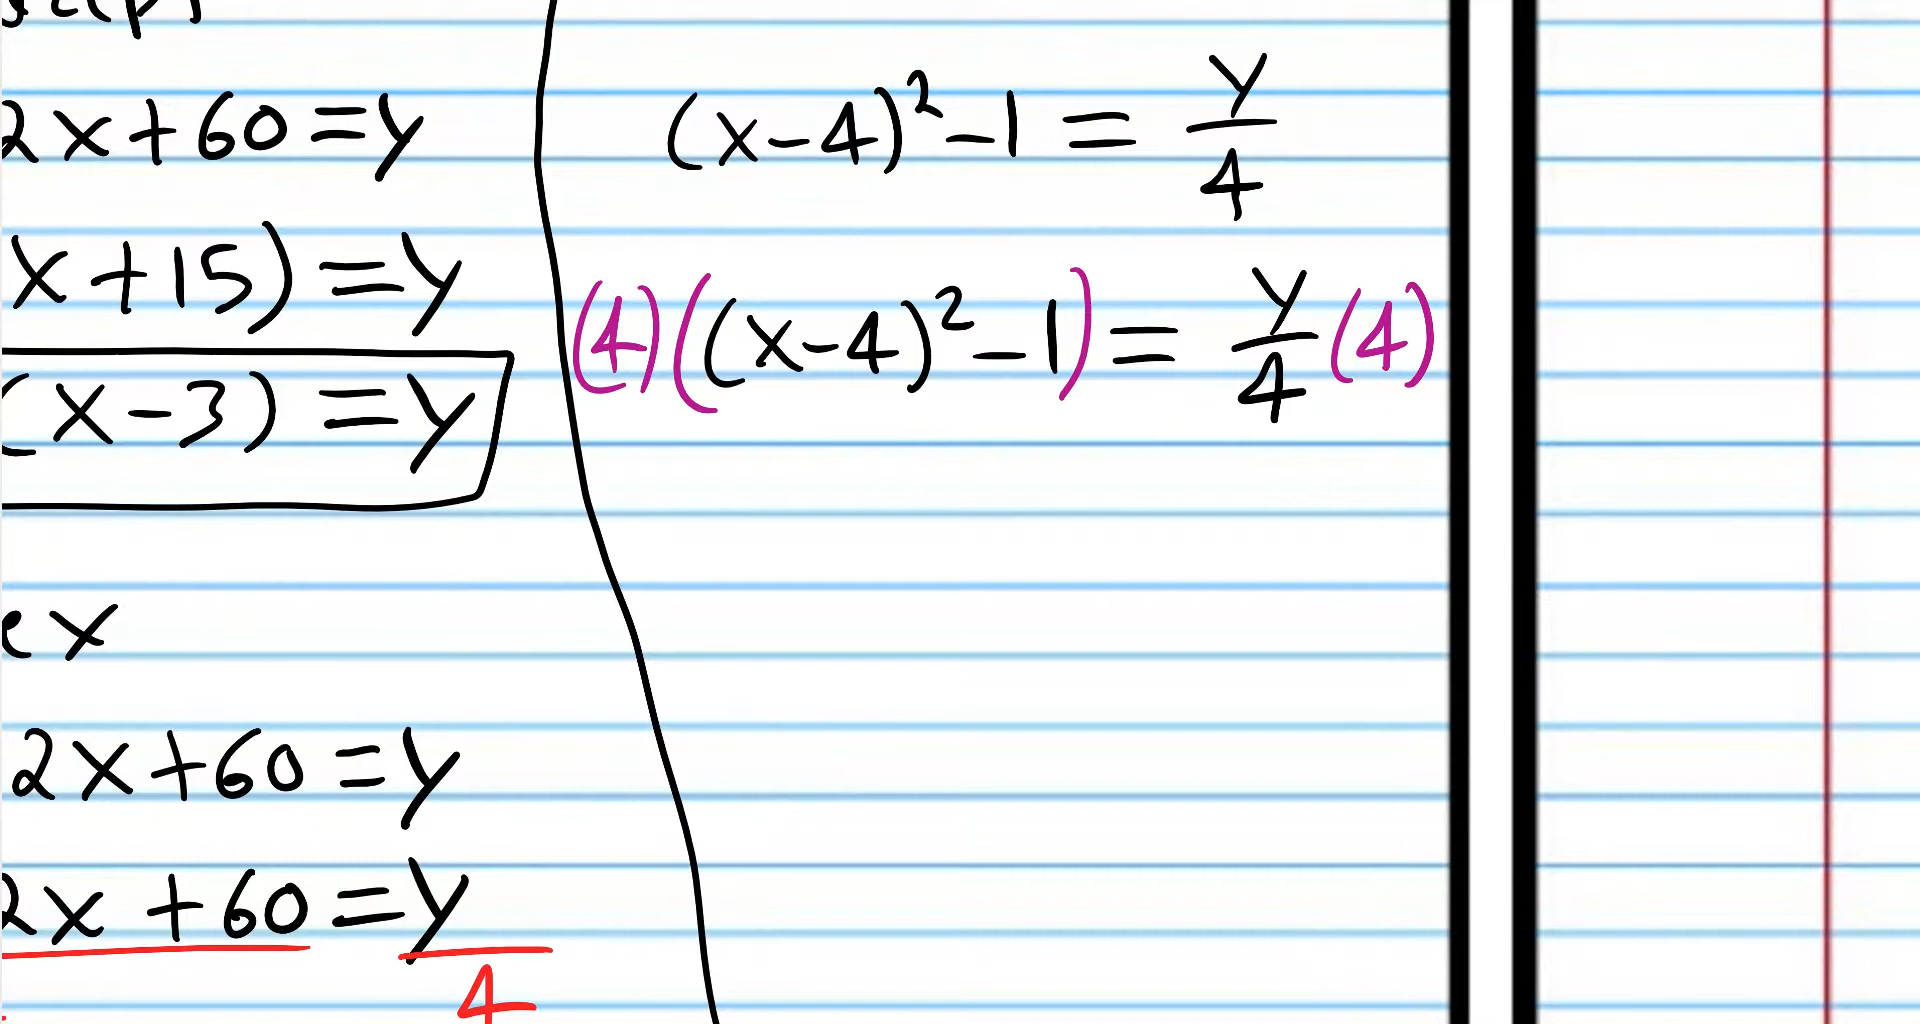 2x+60=y
x+15)=y
(x-3)=y
ex
2x+60=y
2x+60=y
4
(x-4)²-1=y/4
(4)((x-4)²-1)=y/4(4)